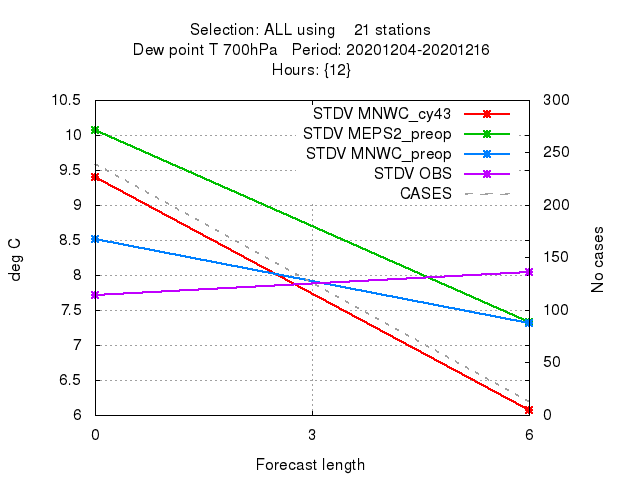 Selection: ALL using 21 stations
Dew point T 700hPa Period: 20201204-20201216
Hours: {12}
STDV MNWC_cy43
STDV MEPS2_preop
STDV MNWC_preop
STDV OBS
CASES
10.5
10
9.5
9
8.5
8
7.5
7
6.5
6
300
250
200
150
100
50
0
deg C
No cases
0 3 6
Forecast length